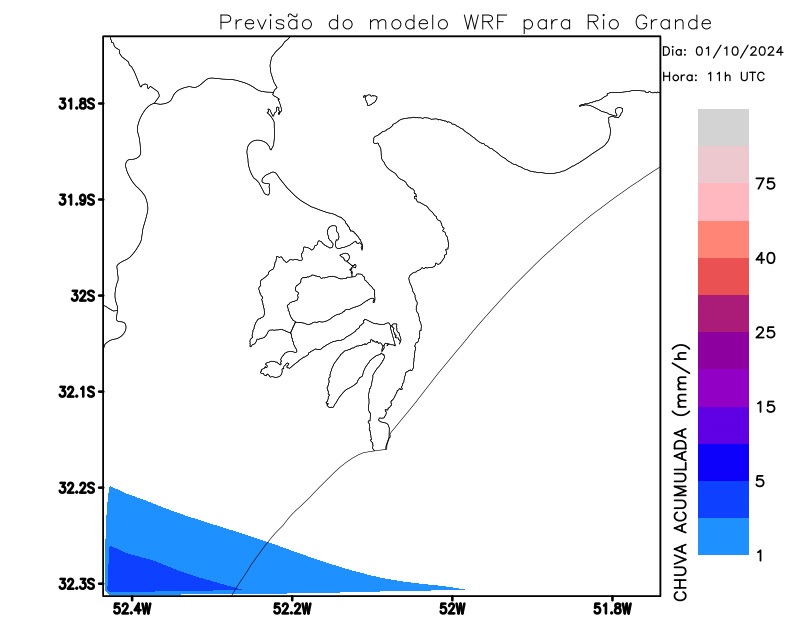 Previsão do modelo WRF para Rio Grande
Dia: 01/10/2024
Hora: 11h UTC
31.8S
31.9S
32S
32.1S
32.2S
32.3S
52.4W
52.2W
52W
51.8W
CHUVA ACUMULADA (mm/h)
75
40
25
15
5
1